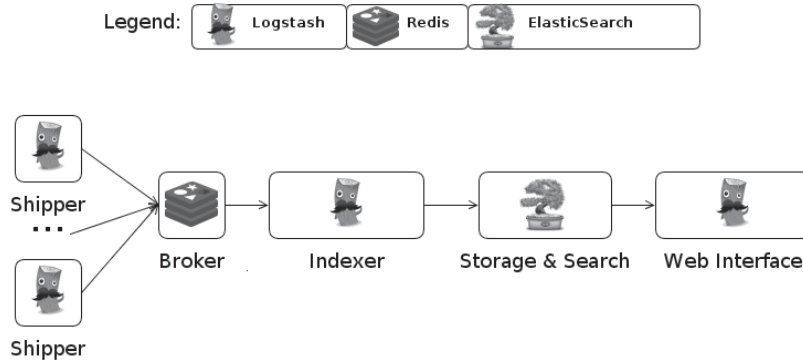 Legend: Logstash Redis ElasticSearch
Shipper
...
Shipper
Broker
Indexer
Storage & Search
Web Interface